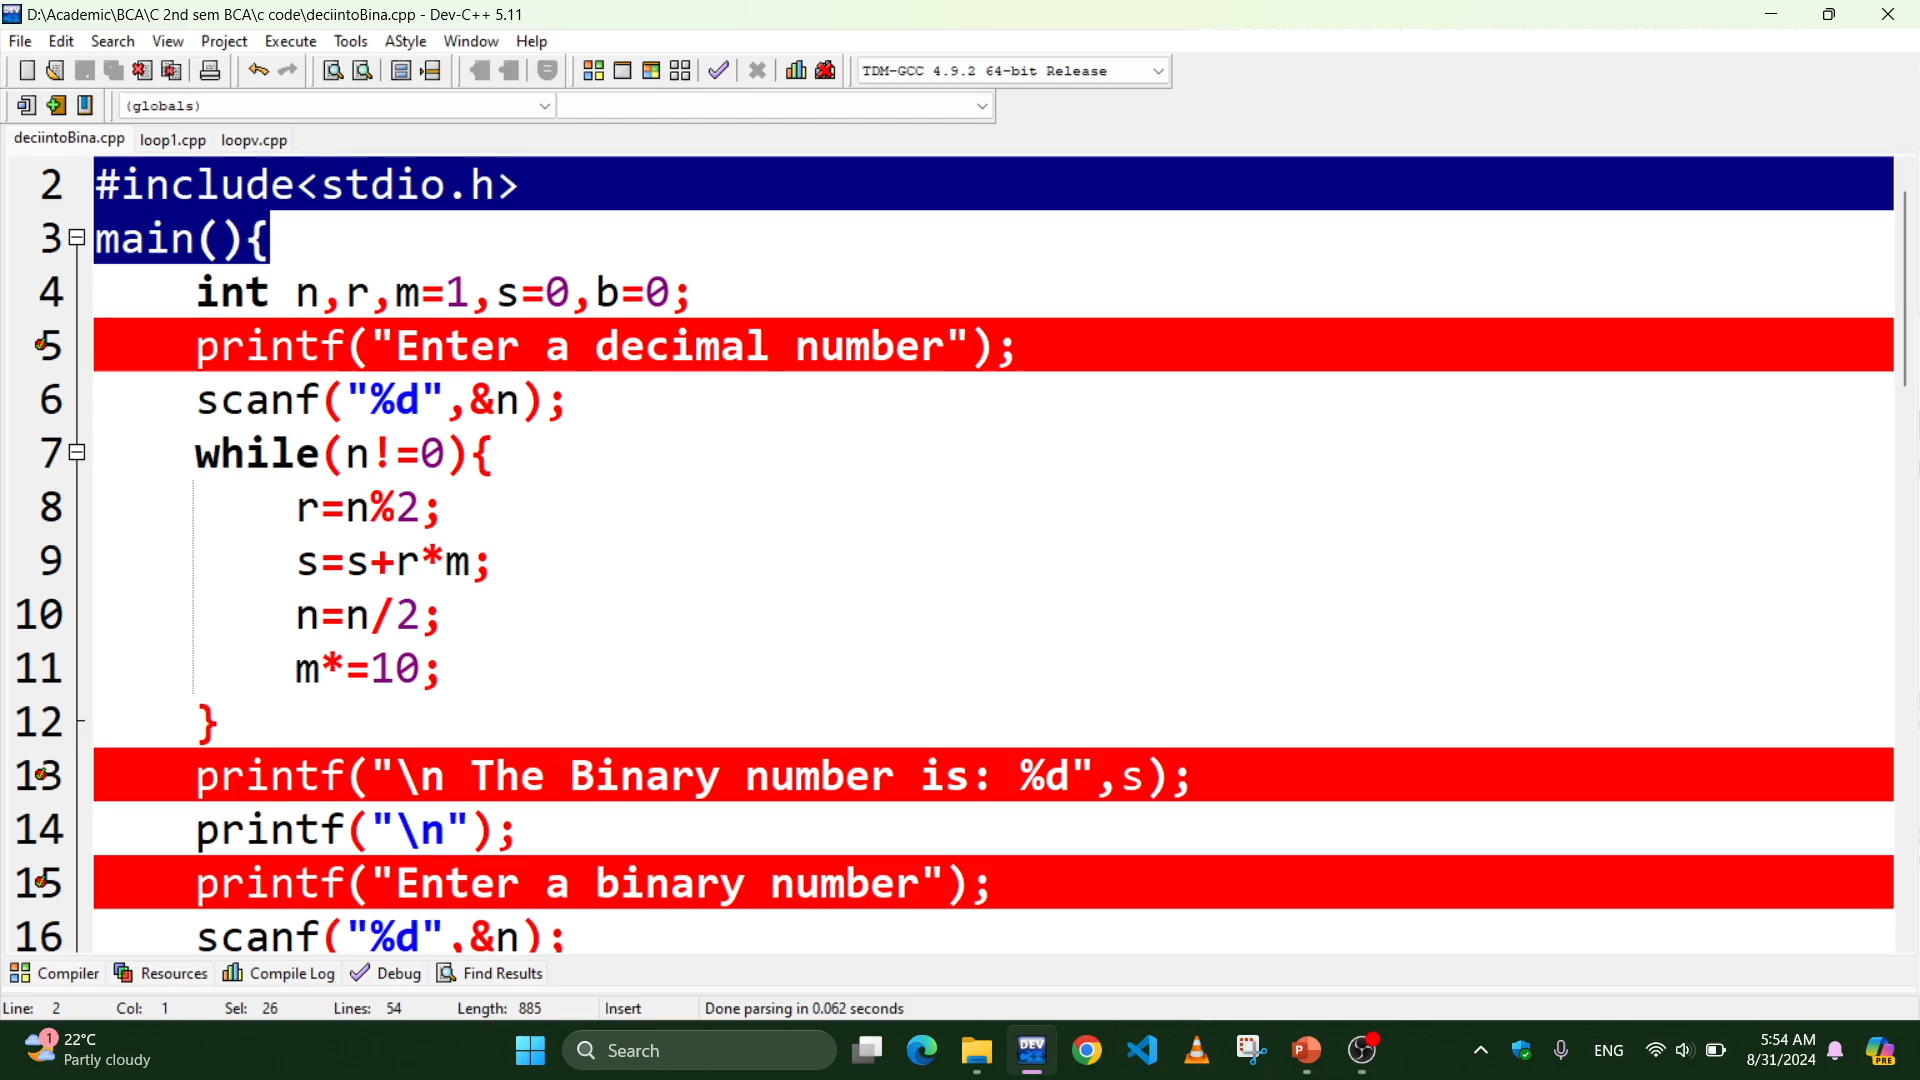 D:\Academic\BCA\C 2nd sem BCA\c code\deciintoBina.cpp - Dev-C++ 5.11
File Edit Search View Project Execute Tools AStyle Window Help
TDM-GCC 4.9.2 64-bit Release
(globals)
deciintoBina.cpp loop1.cpp loopv.cpp
2 #include<stdio.h>
3 main(){
4 int n,r,m=1,s=0,b=0;
5 printf("Enter a decimal number");
6 scanf("%d",&n);
7 while(n!=0){
8 r=n%2;
9 s=s+r*m;
10 n=n/2;
11 m*=10;
12 }
13 printf("\n The Binary number is: %d",s);
14 printf("\n");
15 printf("Enter a binary number");
16 scanf("%d",&n);
Compiler Resources Compile Log Debug Find Results
Line: 2 Col: 1 Sel: 26 Lines: 54 Length: 885 Insert Done parsing in 0.062 seconds
1 22°C
Partly cloudy
Search
DEV
C++
ENG
5:54 AM
8/31/2024
PRE